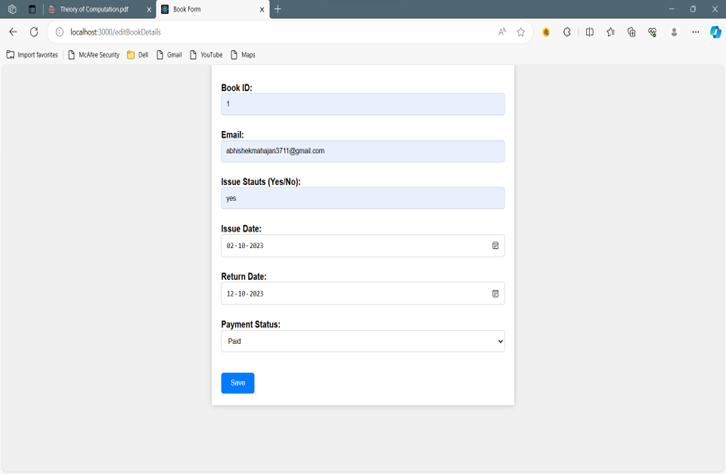 Theory of Computation.pdf
Book Form
localhost:3000/editBookDetails
Import favorites
McAfee Security
Dell
Gmail
YouTube
Maps
Book ID:
1
Email:
abhishekmahajan3711@gmail.com
Issue Stauts (Yes/No):
yes
Issue Date:
02-10-2023
Return Date:
12-10-2023
Payment Status:
Paid
Save